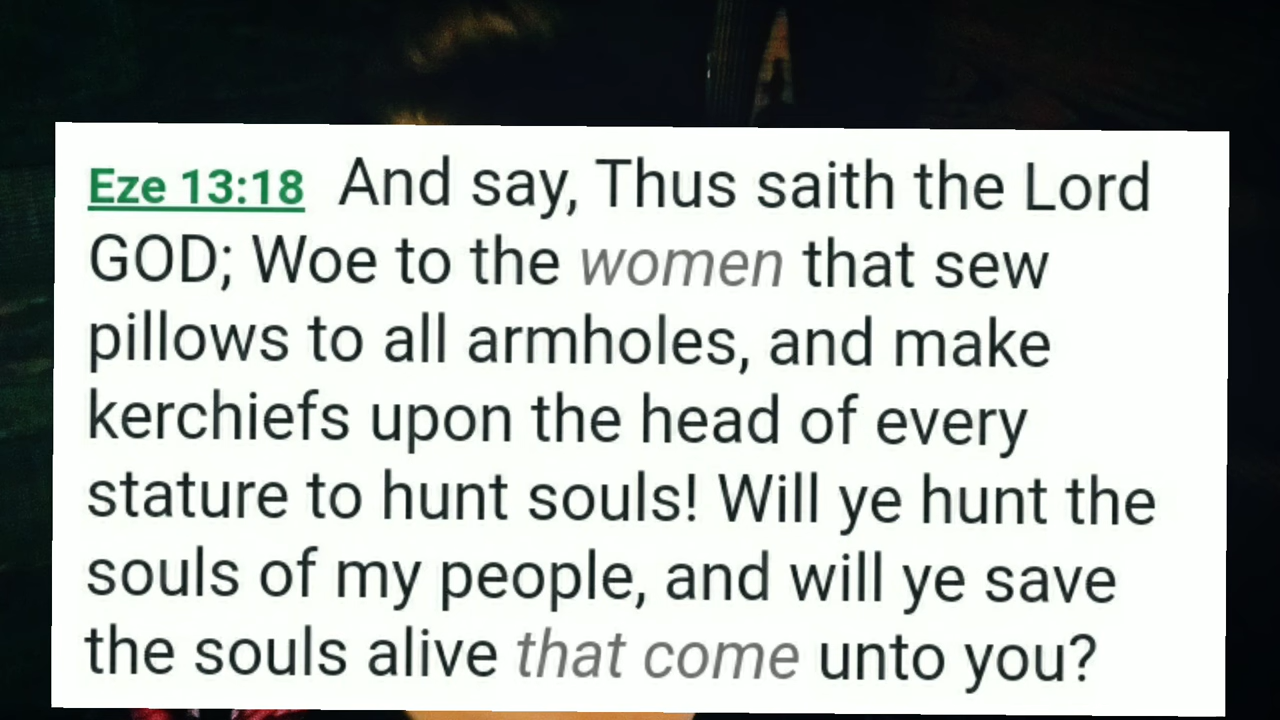 Eze 13:18 And say, Thus saith the Lord
GOD; Woe to the women that sew
pillows to all armholes, and make
kerchiefs upon the head of every
stature to hunt souls! Will ye hunt the
souls of my people, and will ye save
the souls alive that come unto you?